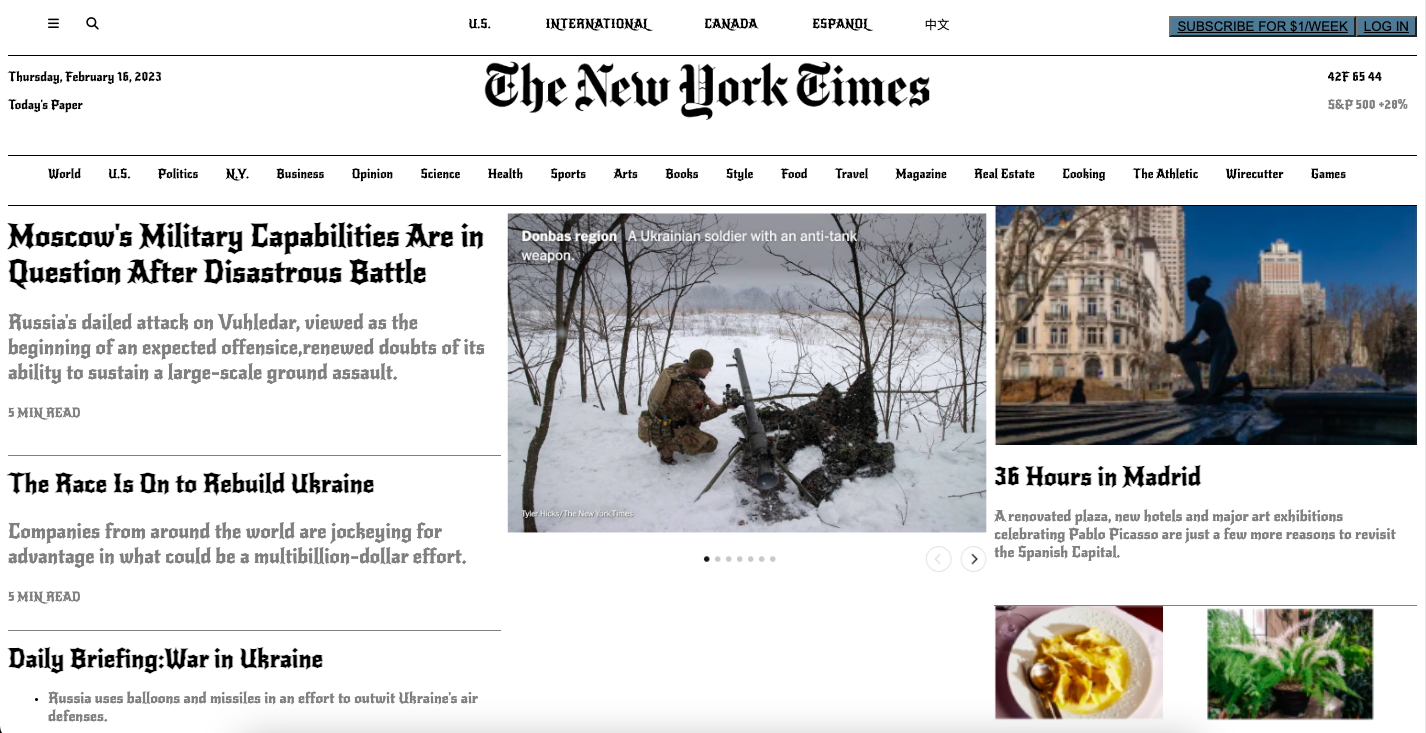 U.S. INTERNATIONAL CANADA ESPANOL 中文
SUBSCRIBE FOR $1/WEEK LOG IN
Thursday, February 16, 2023
Today's Paper
The New York Times
42F 65 44
S&P 500 +20%
World U.S. Politics N.Y. Business Opinion Science Health Sports Arts Books Style Food Travel Magazine Real Estate Cooking The Athletic Wirecutter Games
Moscow's Military Capabilities Are in
Question After Disastrous Battle
Russia's dailed attack on Vuhledar, viewed as the
beginning of an expected offensice,renewed doubts of its
ability to sustain a large-scale ground assault.
5 MIN READ
The Race Is On to Rebuild Ukraine
Companies from around the world are jockeying for
advantage in what could be a multibillion-dollar effort.
5 MIN READ
Daily Briefing:War in Ukraine
• Russia uses balloons and missiles in an effort to outwit Ukraine's air
defenses.
Donbas region A Ukrainian soldier with an anti-tank
weapon.
Tyler Hicks/The New York Times
36 Hours in Madrid
A renovated plaza, new hotels and major art exhibitions
celebrating Pablo Picasso are just a few more reasons to revisit
the Spanish Capital.